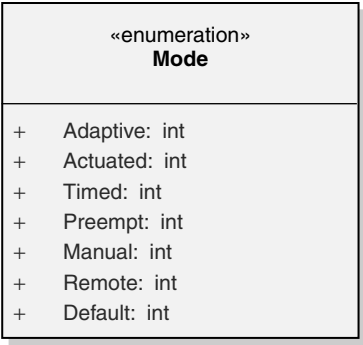 «enumeration»
Mode
+ Adaptive: int
+ Actuated: int
+ Timed: int
+ Preempt: int
+ Manual: int
+ Remote: int
+ Default: int